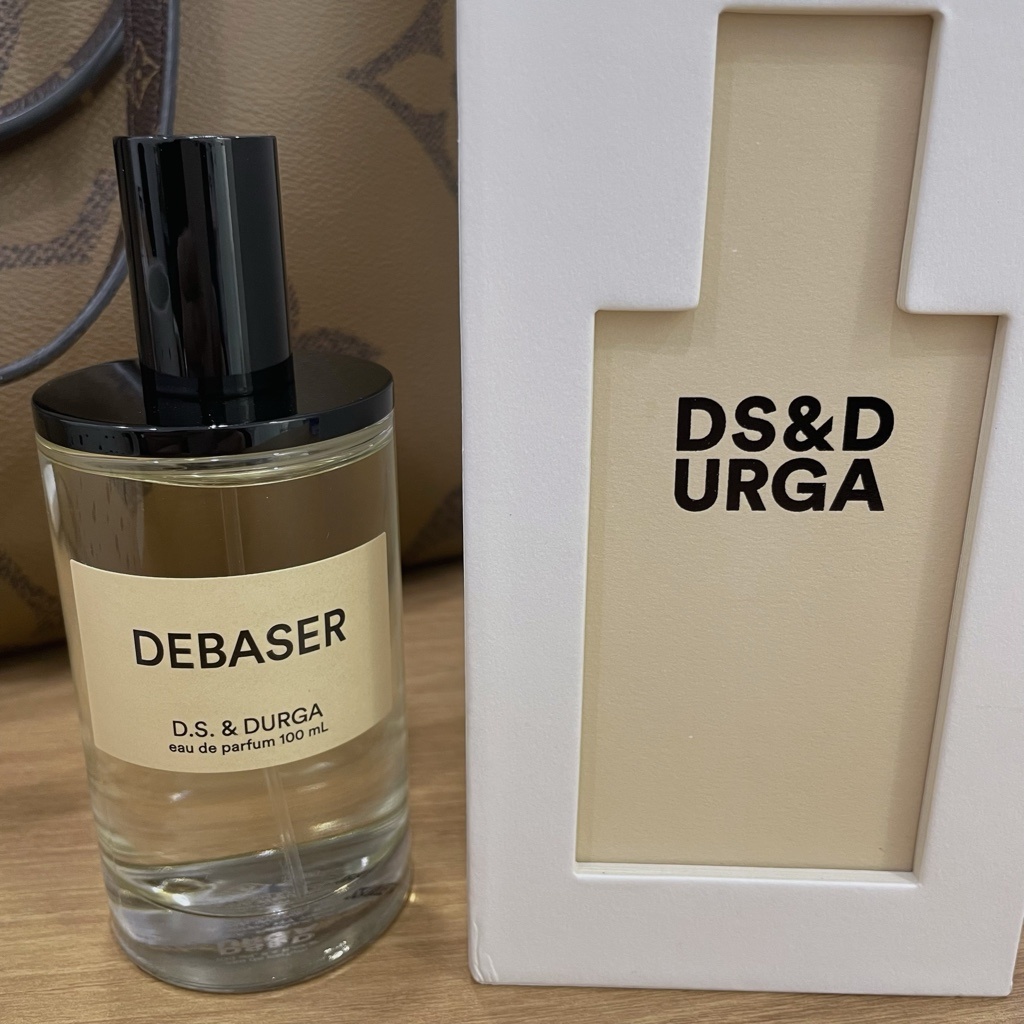 DEBASER
D.S. & DURGA
eau de parfum 100 mL
DS&D
URGA